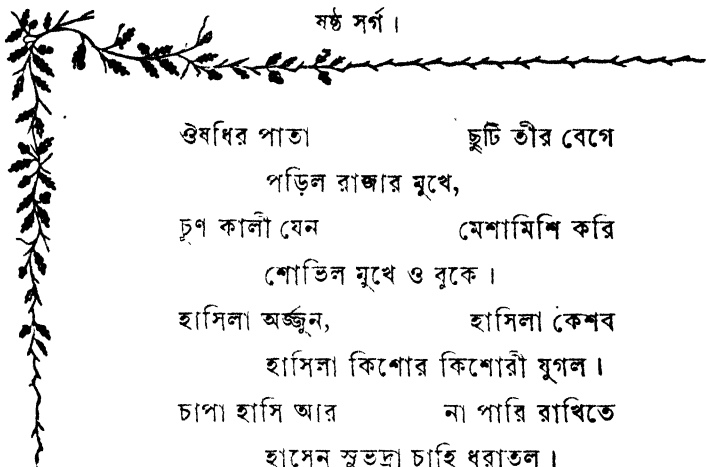 ষষ্ঠ সর্গ।
ঔষধির পাতা ছুটি তীর বেগে
পড়িল রাজার মুখে,
চূণ কালী যেন মেশামিশি করি
শোভিল মুখে ও বুকে।
হাসিলা অর্জ্জুন, হাসিলা কেশব
হাসিলা কিশোর কিশোরী যুগল।
চাপা হাসি আর না পারি রাখিতে
হাসেন সুভদ্রা চাহি ধরাতল।